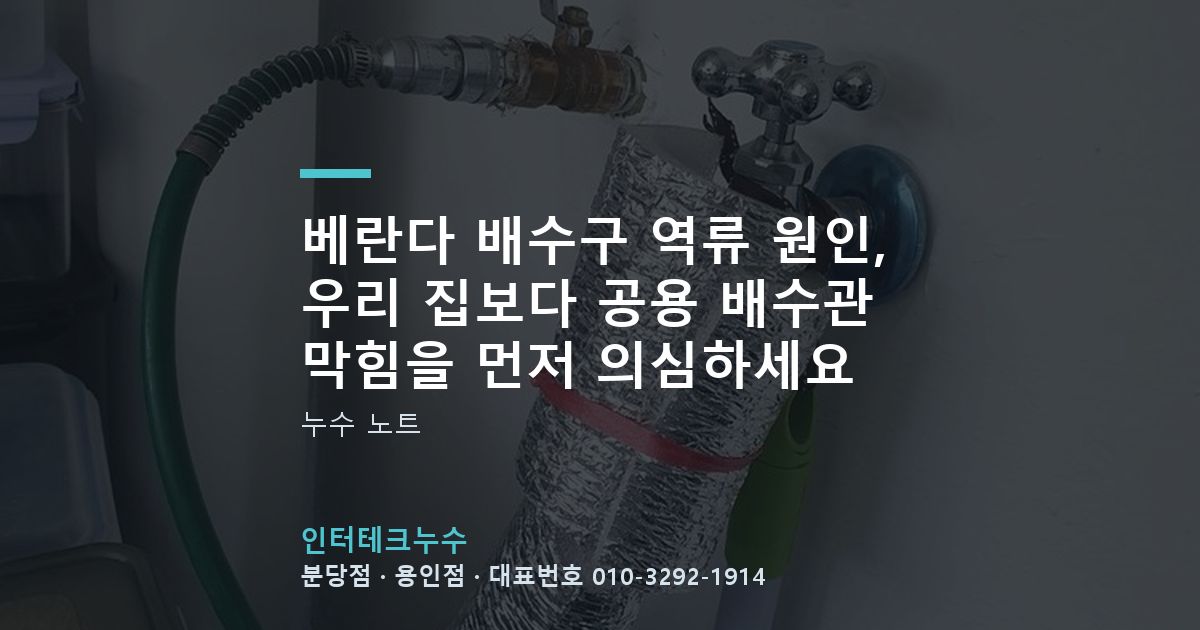 베란다 배수구 역류 원인,
우리 집보다 공용 배수관
막힘을 먼저 의심하세요
누수 노트
인터테크누수
분당점 · 용인점 · 대표번호 010-3292-1914